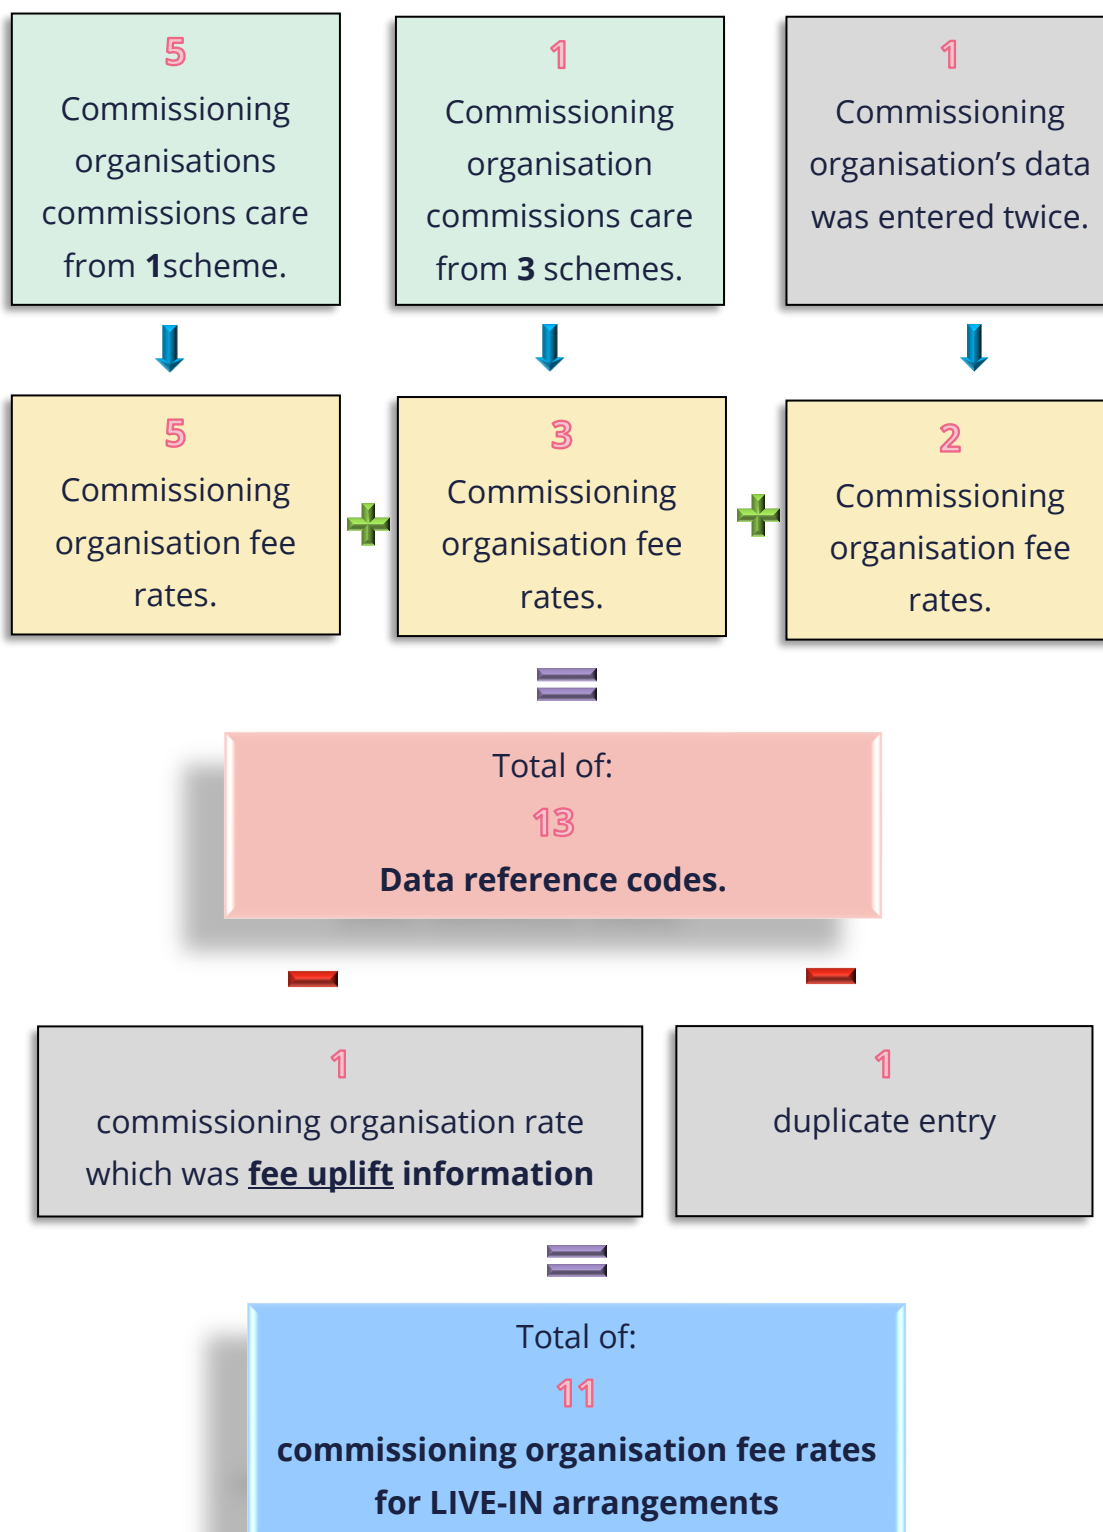 5
Commissioning
organisations
commissions care
from 1scheme.
1
Commissioning
organisation
commissions care
from 3 schemes.
1
Commissioning
organisation’s data
was entered twice.
5
Commissioning
organisation fee
rates.
3
Commissioning
organisation fee
rates.
2
Commissioning
organisation fee
rates.
Total of:
13
Data reference codes.
1
commissioning organisation rate
which was fee uplift information
1
duplicate entry
Total of:
11
commissioning organisation fee rates
for LIVE-IN arrangements